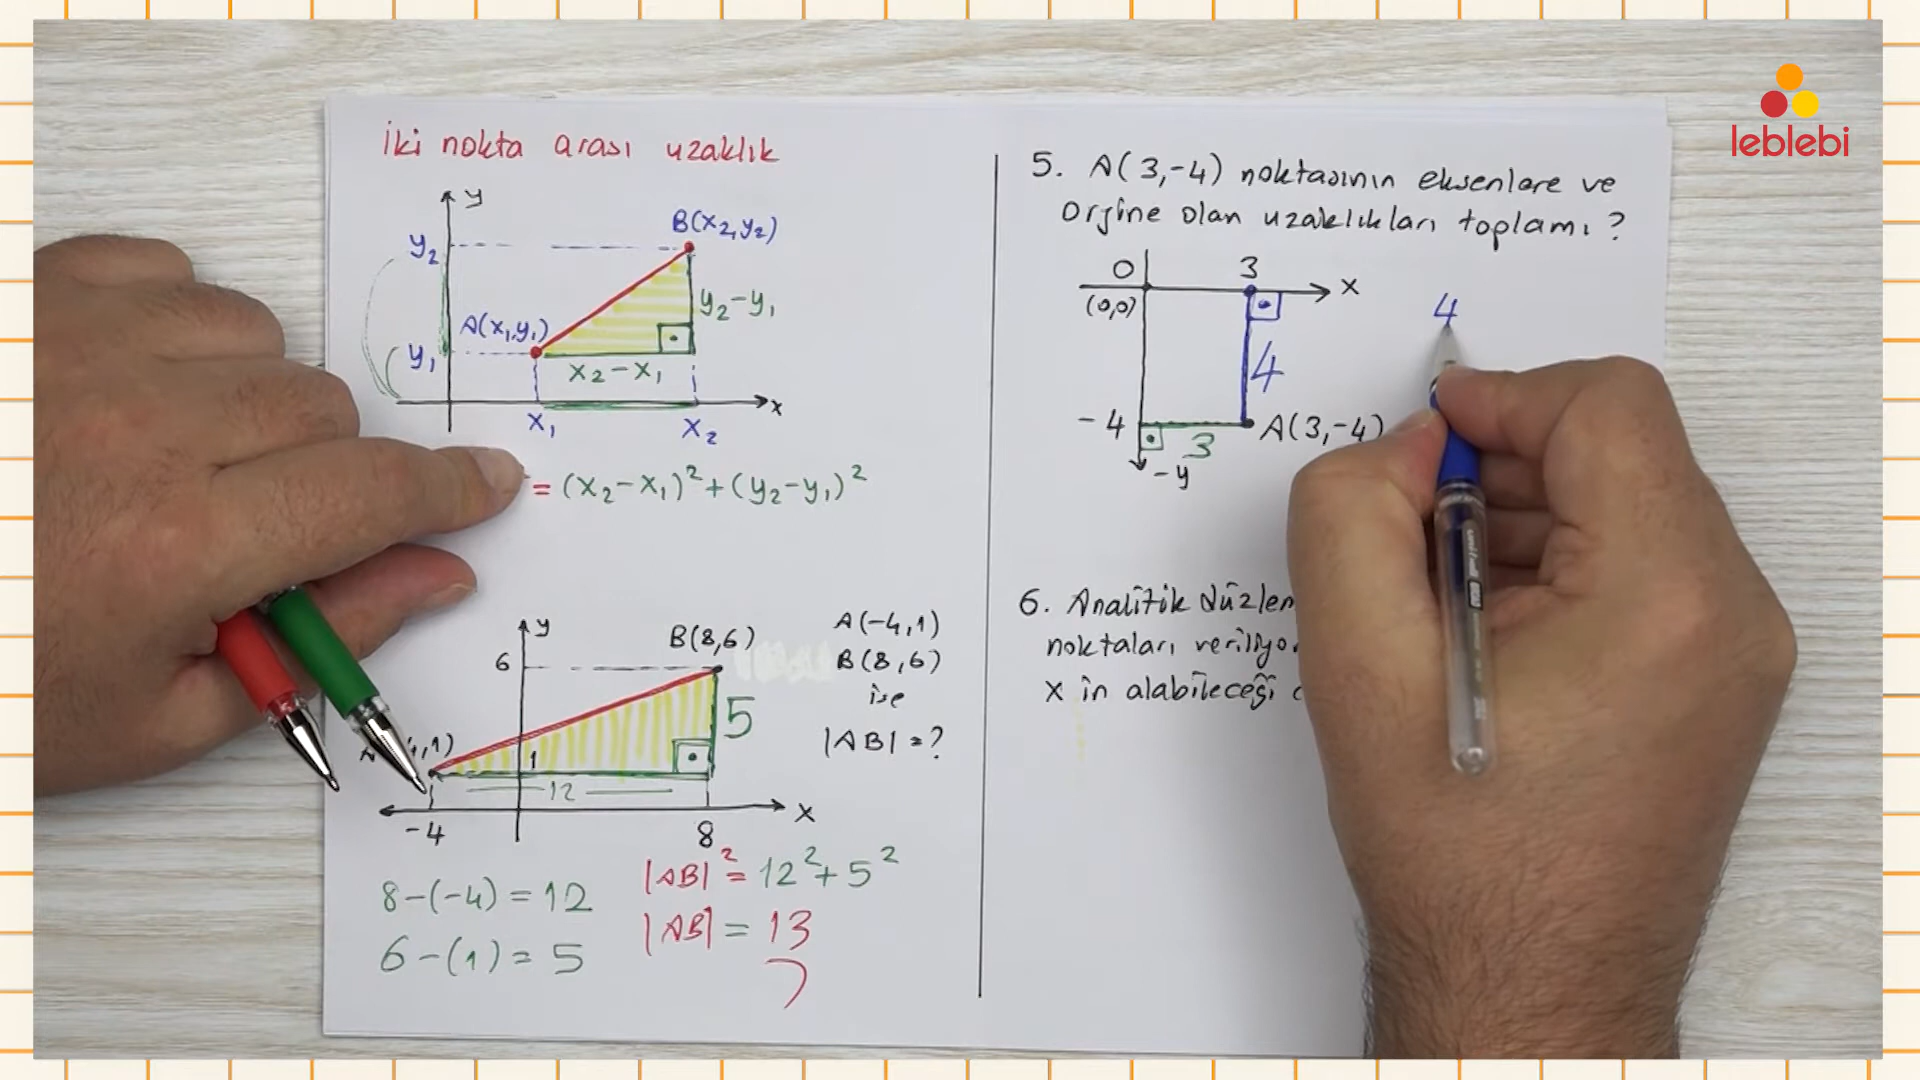 leblebi
İki nokta arası uzaklık
y
B(x₂,y₂)
y₂
y₂-y₁
A(x₁,y₁)
y₁
x₂-x₁
x
x₁
x₂
= (x₂-x₁)²+(y₂-y₁)²
y
B(8,6)
6
5
1
12
-4
8
x
A(-4,1)
B(8,6)
ise
|AB|=?
8-(-4)=12
6-(1)=5
|AB|²=12²+5²
|AB|=13
5. A(3,-4) noktasının eksenlere ve
Orjine olan uzaklıkları toplamı?
0
3
x
(0,0)
4
4
-4
3
A(3,-4)
-y
6. Analitik düzlem
noktaları
x in alabileceği